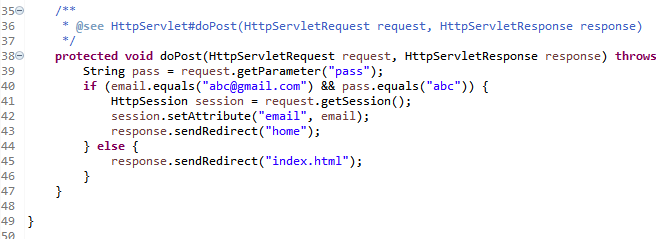 35 /**
36 * @see HttpServlet#doPost(HttpServletRequest request, HttpServletResponse response)
37 */
38 protected void doPost(HttpServletRequest request, HttpServletResponse response) throws
39 String pass = request.getParameter("pass");
40 if (email.equals("abc@gmail.com") && pass.equals("abc")) {
41 HttpSession session = request.getSession();
42 session.setAttribute("email", email);
43 response.sendRedirect("home");
44 } else {
45 response.sendRedirect("index.html");
46 }
47 }
48
49 }
50